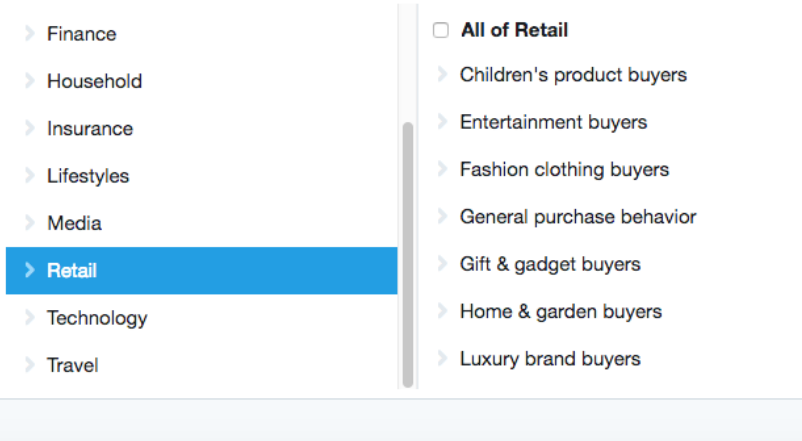 Finance
Household
Insurance
Lifestyles
Media
Retail
Technology
Travel
All of Retail
Children's product buyers
Entertainment buyers
Fashion clothing buyers
General purchase behavior
Gift & gadget buyers
Home & garden buyers
Luxury brand buyers